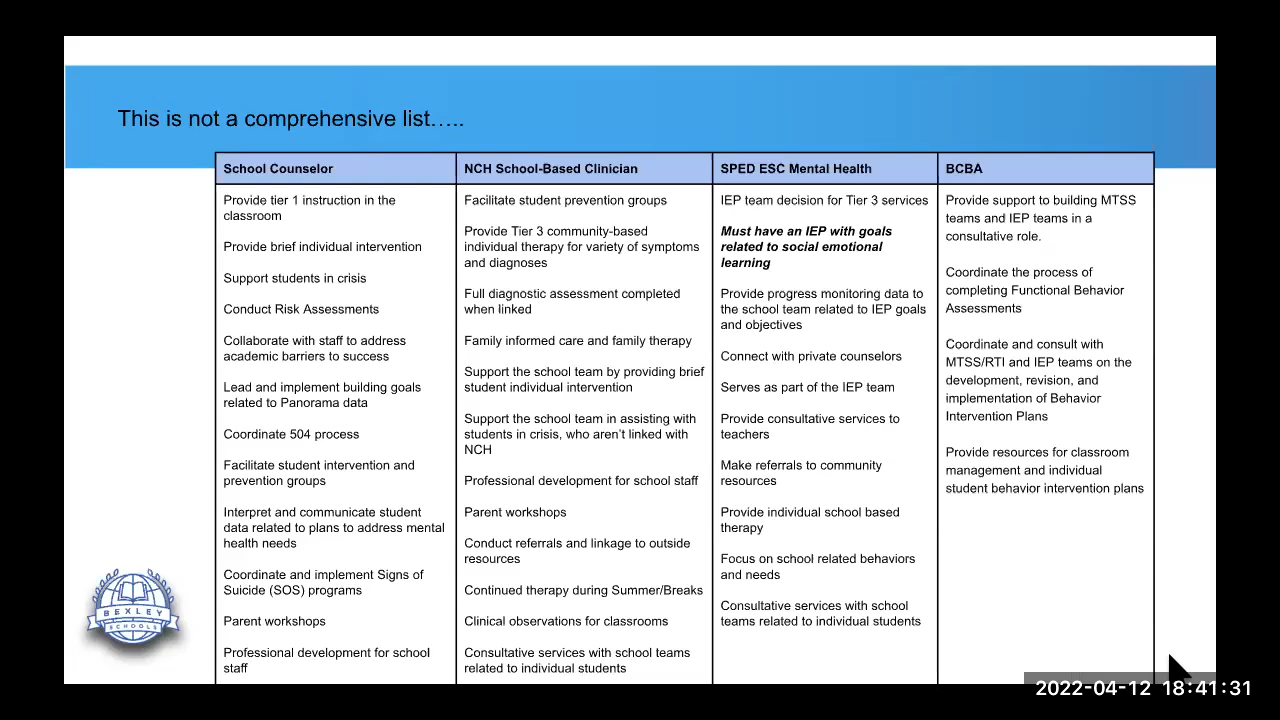 This is not a comprehensive list…..
School Counselor
Provide tier 1 instruction in the
classroom
Provide brief individual intervention
Support students in crisis
Conduct Risk Assessments
Collaborate with staff to address
academic barriers to success
Lead and implement building goals
related to Panorama data
Coordinate 504 process
Facilitate student intervention and
prevention groups
Interpret and communicate student
data related to plans to address mental
health needs
Coordinate and implement Signs of
Suicide (SOS) programs
Parent workshops
Professional development for school
staff
NCH School-Based Clinician
Facilitate student prevention groups
Provide Tier 3 community-based
individual therapy for variety of symptoms
and diagnoses
Full diagnostic assessment completed
when linked
Family informed care and family therapy
Support the school team by providing brief
student individual intervention
Support the school team in assisting with
students in crisis, who aren't linked with
NCH
Professional development for school staff
Parent workshops
Conduct referrals and linkage to outside
resources
Continued therapy during Summer/Breaks
Clinical observations for classrooms
Consultative services with school teams
related to individual students
SPED ESC Mental Health
IEP team decision for Tier 3 services
Must have an IEP with goals
related to social emotional
learning
Provide progress monitoring data to
the school team related to IEP goals
and objectives
Connect with private counselors
Serves as part of the IEP team
Provide consultative services to
teachers
Make referrals to community
resources
Provide individual school based
therapy
Focus on school related behaviors
and needs
Consultative services with school
teams related to individual students
BCBA
Provide support to building MTSS
teams and IEP teams in a
consultative role.
Coordinate the process of
completing Functional Behavior
Assessments
Coordinate and consult with
MTSS/RTI and IEP teams on the
development, revision, and
implementation of Behavior
Intervention Plans
Provide resources for classroom
management and individual
student behavior intervention plans
BEXLEY
SCHOOLS
2022-04-12 18:41:31